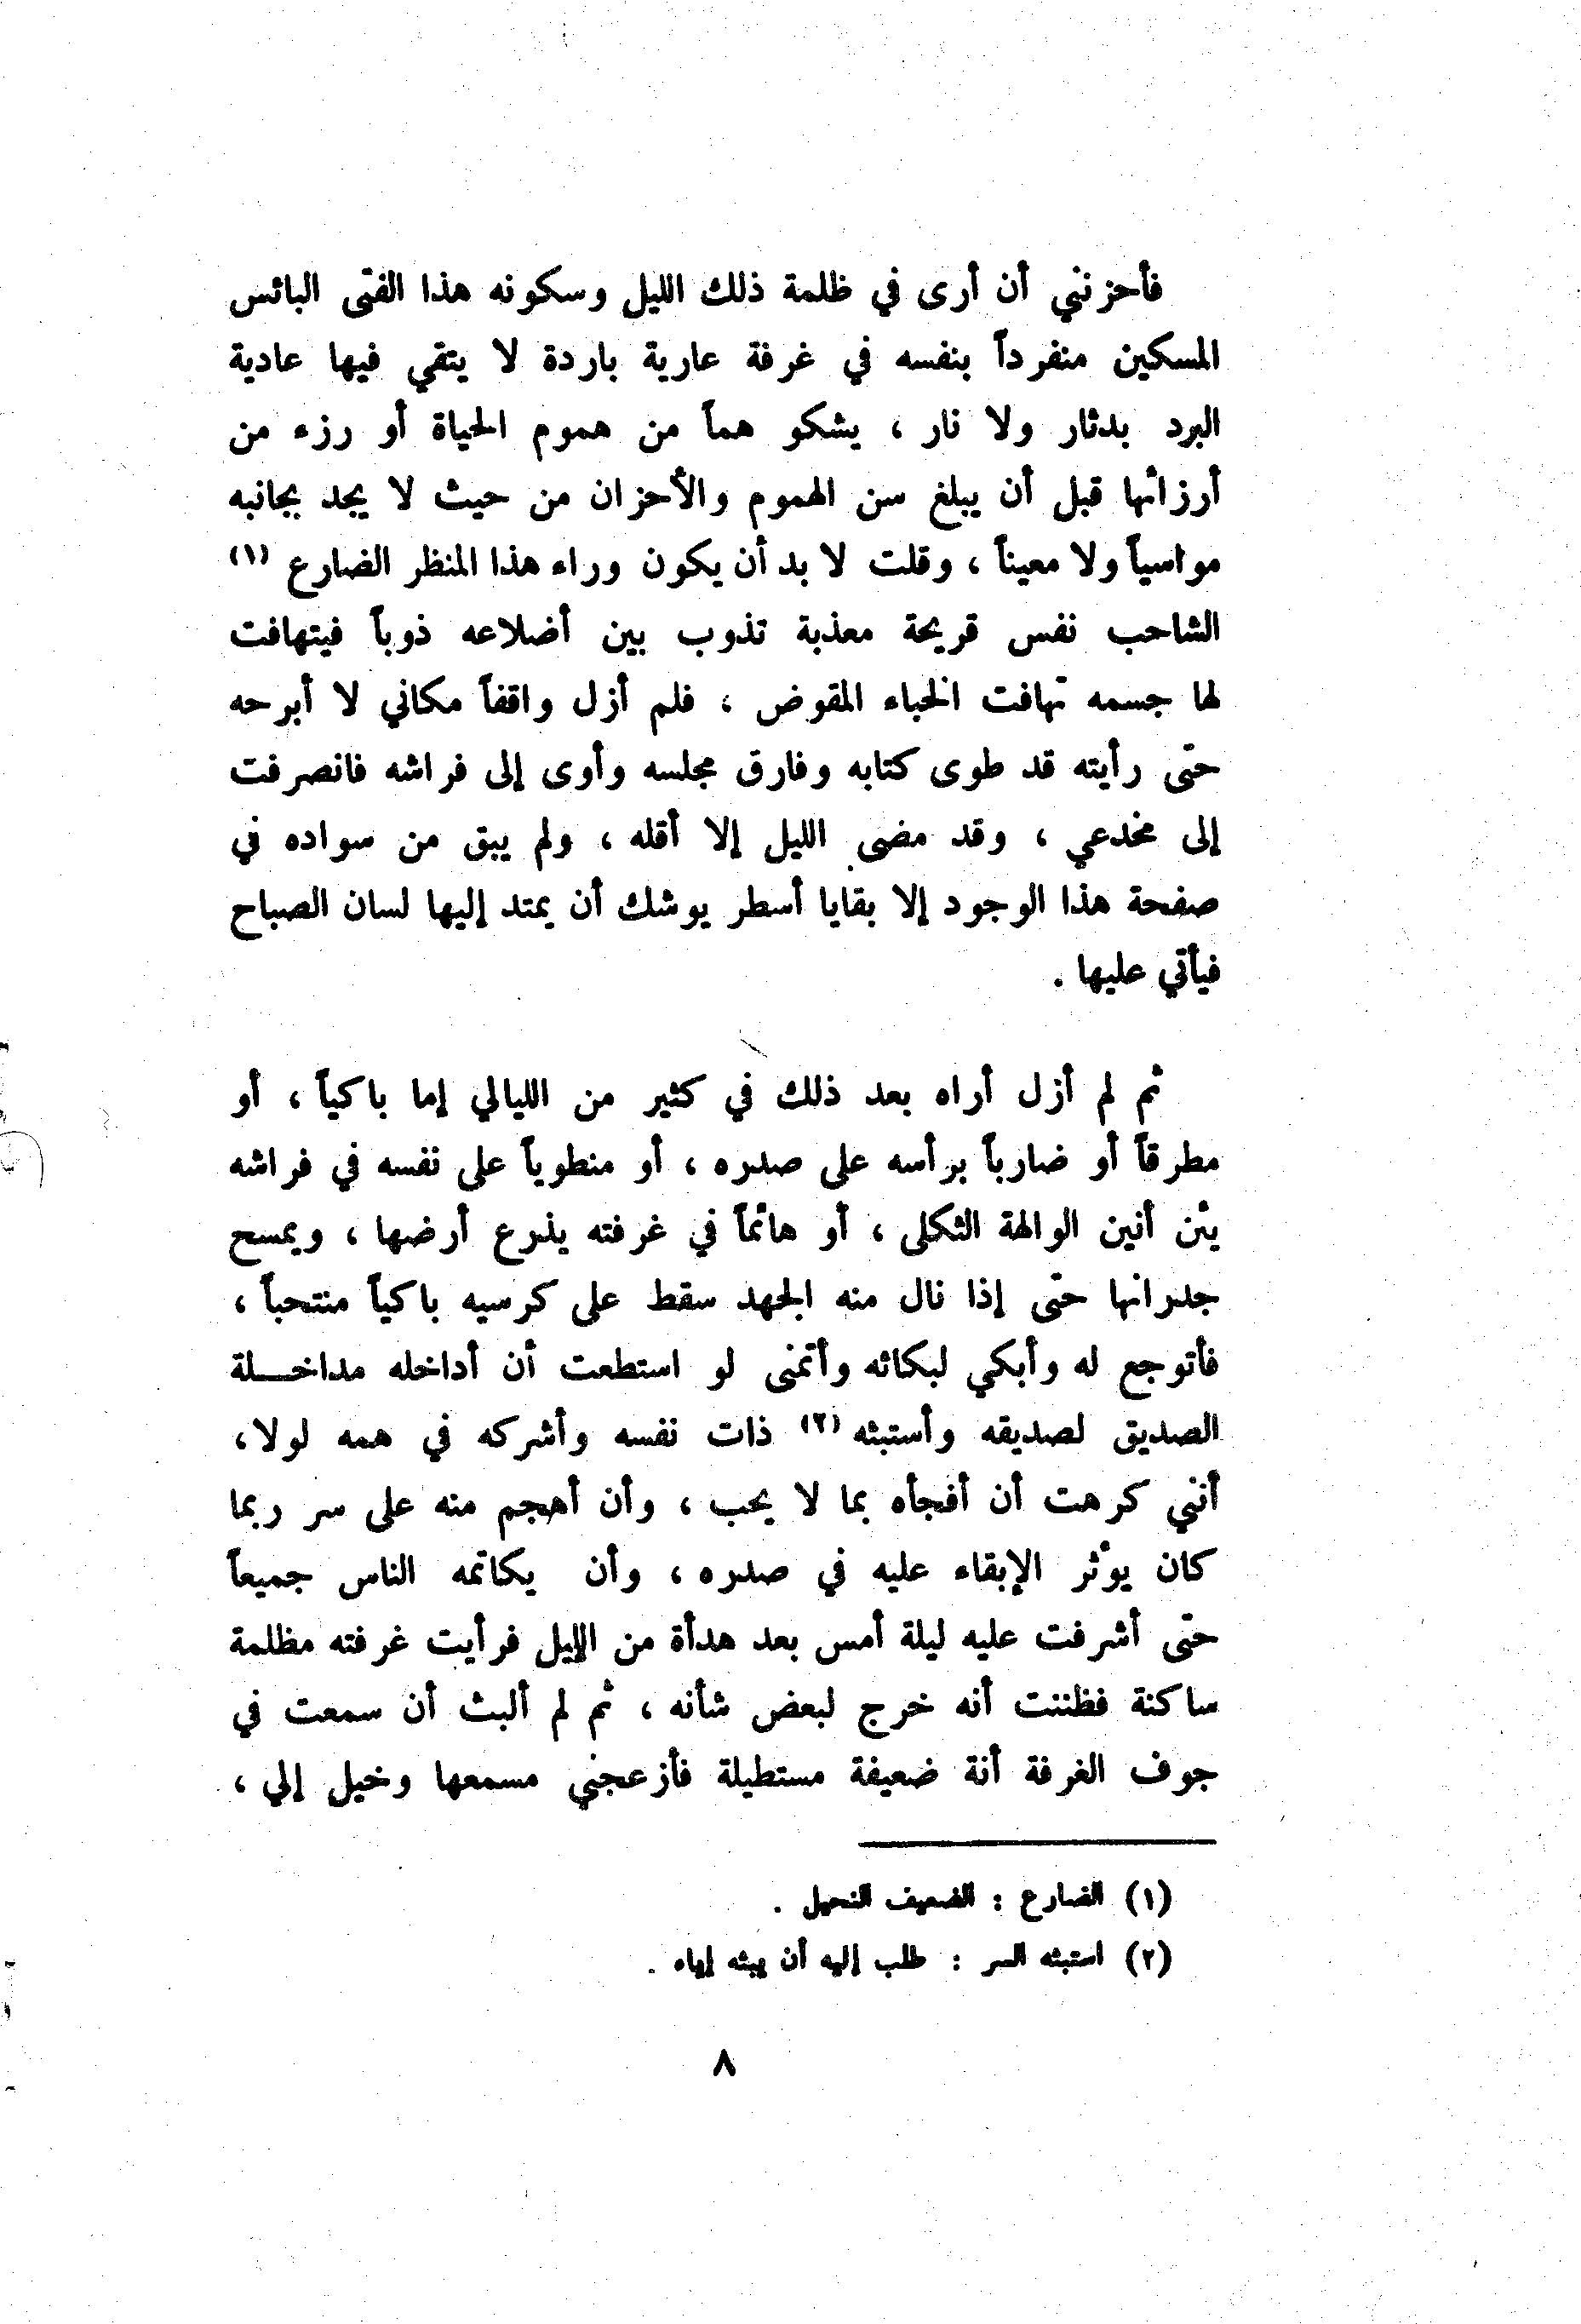 فأحزنني أن أرى في ظلمة ذلك الليل وسكونه هذا الفتى البائس
المسكين منفرداً بنفسه في غرفة عارية باردة لا يتقي فيها عادية
البرد بدثار ولا نار ، يشكو هماً من هموم الحياة أو رزء من
أرزائها قبل أن يبلغ سن الهموم والأحزان من حيث لا يجد بجانبه
مواسياً ولا معيناً ، وقلت لا بد أن يكون وراء هذا المنظر الضارع (١)
الشاحب نفس قريحة معذبة تذوب بين أضلاعه ذوباً فيتهافت
لها جسمه تهافت الخباء المقوض ، فلم أزل واقفاً مكاني لا أبرحه
حتى رأيته قد طوى كتابه وفارق مجلسه وأوى إلى فراشه فانصرفت
إلى مخدعي ، وقد مضى الليل إلا أقله ، ولم يبق من سواده في
صفحة هذا الوجود إلا بقايا أسطر يوشك أن يمتد إليها لسان الصباح
فيأتي عليها .
ثم لم أزل أراه بعد ذلك في كثير من الليالي إما باكياً ، أو
مطرقاً أو ضارباً برأسه على صدره ، أو منطوياً على نفسه في فراشه
يئن أنين الوالهة الثكلى ، أو هائماً في غرفته يذرع أرضها ، ويمسح
جدرانها حتى إذا نال منه الجهد سقط على كرسيه باكياً منتحباً ،
فأتوجع له وأبكي لبكائه وأتمنى لو استطعت أن أداخله مداخـــلة
الصديق لصديقه وأستبثه (٢) ذات نفسه وأشركه في همه لولا،
أنني كرهت أن أفجأه بما لا يحب ، وأن أهجم منه على سر ربما
كان يؤثر الإبقاء عليه في صدره ، وأن يكاتمه الناس جميعاً
حتى أشرفت عليه ليلة أمس بعد هدأة من الليل فرأيت غرفته مظلمة
ساكنة فظننت أنه خرج لبعض شأنه ، ثم لم ألبث أن سمعت في
جوف الغرفة أنة ضعيفة مستطيلة فأزعجني مسمعها وخيل إلي ،
(١) الضارع : الضعيف النحيل .
(٢) استبثه السر : طلب إليه أن يبثه إياه .
٨